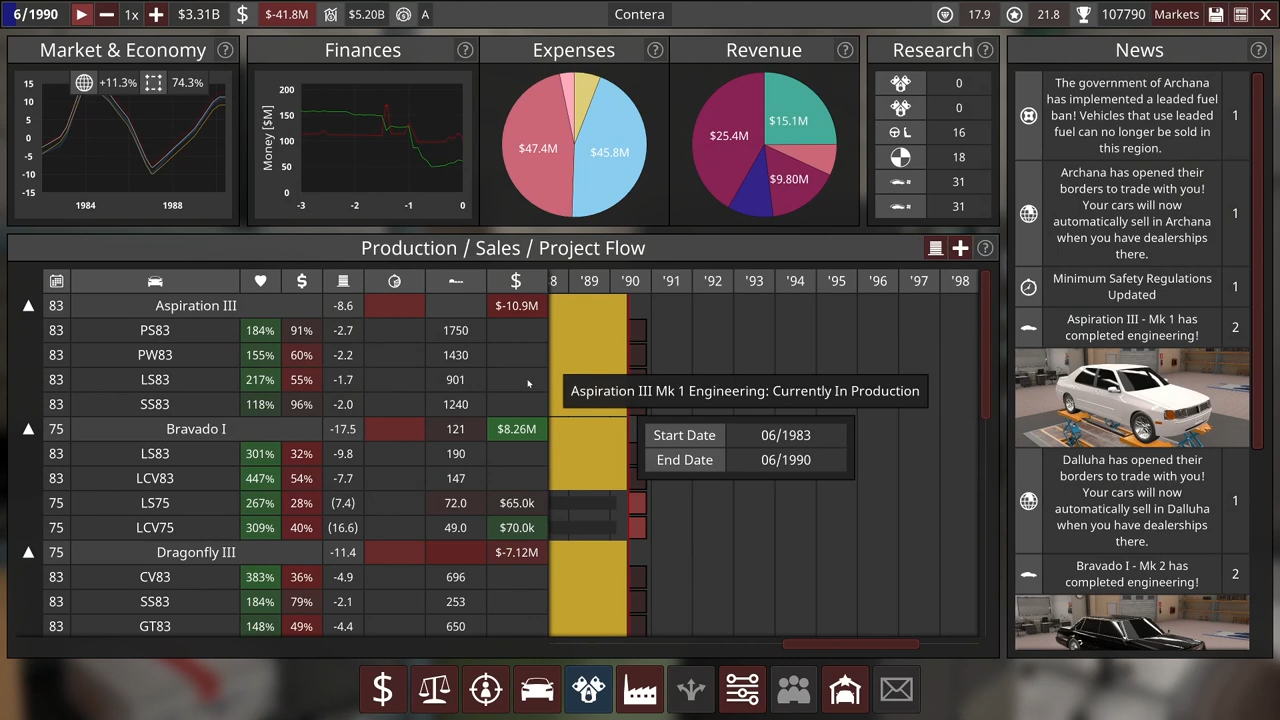 6/1990 1x $3.31B $ $-41.8M $5.20B A Contera 17.9 21.8 107790 Markets
Market & Economy ?
+11.3% 74.3%
15
10
5
0
-5
-10
-15
1984 1988
Finances ?
Money [$M]
200
150
100
50
0
-3 -2 -1 0
Expenses ?
$47.4M $45.8M
Revenue ?
$15.1M
$25.4M
$9.80M
Research ?
0
0
16
18
31
31
News ?
The government of Archana
has implemented a leaded fuel
ban! Vehicles that use leaded
fuel can no longer be sold in
this region.
1
Archana has opened their
borders to trade with you!
Your cars will now
automatically sell in Archana
when you have dealerships
there.
1
Minimum Safety Regulations
Updated
1
Aspiration III - Mk 1 has
completed engineering!
2
Dalluha has opened their
borders to trade with you!
Your cars will now
automatically sell in Dalluha
when you have dealerships
there.
1
Bravado I - Mk 2 has
completed engineering!
2
Production / Sales / Project Flow ?
$ $ 8 '89 '90 '91 '92 '93 '94 '95 '96 '97 '98
83 Aspiration III -8.6 $-10.9M
83 PS83 184% 91% -2.7 1750
83 PW83 155% 60% -2.2 1430
83 LS83 217% 55% -1.7 901
83 SS83 118% 96% -2.0 1240
75 Bravado I -17.5 121 $8.26M
83 LS83 301% 32% -9.8 190
83 LCV83 447% 54% -7.7 147
75 LS75 267% 28% (7.4) 72.0 $65.0k
75 LCV75 309% 40% (16.6) 49.0 $70.0k
75 Dragonfly III -11.4 $-7.12M
83 CV83 383% 36% -4.9 696
83 SS83 184% 79% -2.1 253
83 GT83 148% 49% -4.4 650
Aspiration III Mk 1 Engineering: Currently In Production
Start Date 06/1983
End Date 06/1990
$